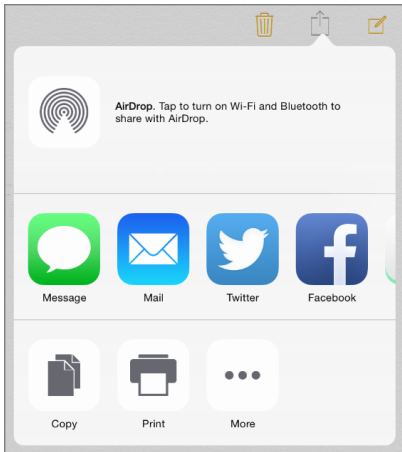 AirDrop. Tap to turn on Wi-Fi and Bluetooth to
share with AirDrop.
Message Mail Twitter Facebook
Copy Print More